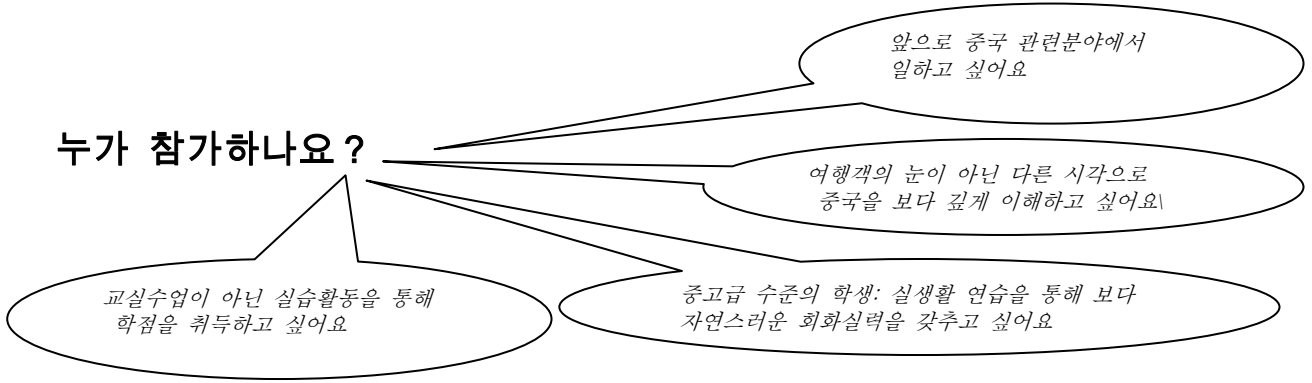 앞으로 중국 관련분야에서
일하고 싶어요
누가 참가하나요?
여행객의 눈이 아닌 다른 시각으로
중국을 보다 깊게 이해하고 싶어요\
교실수업이 아닌 실습활동을 통해
학점을 취득하고 싶어요
중고급 수준의 학생: 실생활 연습을 통해 보다
자연스러운 회화실력을 갖추고 싶어요